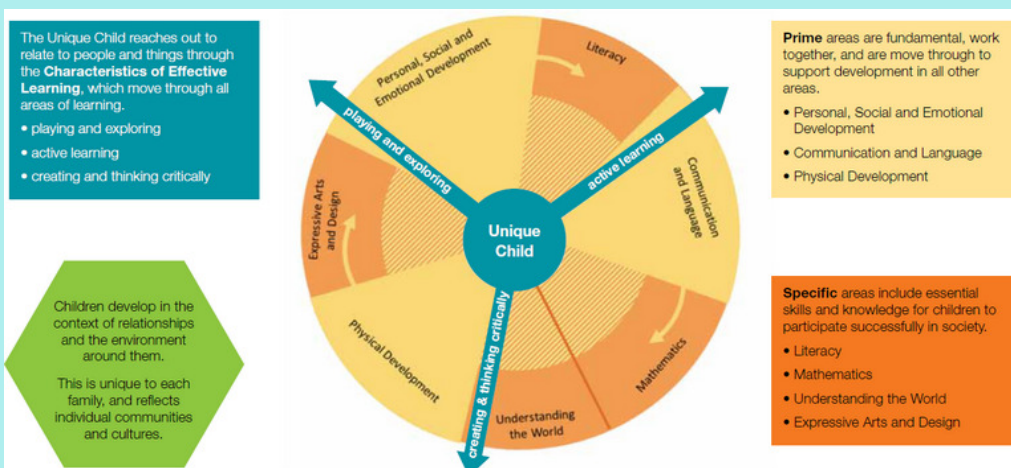 The Unique Child reaches out to
relate to people and things through
the Characteristics of Effective
Learning, which move through all
areas of learning.
• playing and exploring
• active learning
• creating and thinking critically
Children develop in the
context of relationships
and the environment
around them.
This is unique to each
family, and reflects
individual communities
and cultures.
Personal, Social and
Emotional Development
Literacy
playing and exploring
active learning
Communication
and Language
Expressive Arts
and Design
Unique
Child
Physical Development
creating & thinking critically
Mathematics
Understanding
the World
Prime areas are fundamental, work
together, and are move through to
support development in all other
areas.
• Personal, Social and Emotional
Development
• Communication and Language
• Physical Development
Specific areas include essential
skills and knowledge for children to
participate successfully in society.
• Literacy
• Mathematics
• Understanding the World
• Expressive Arts and Design